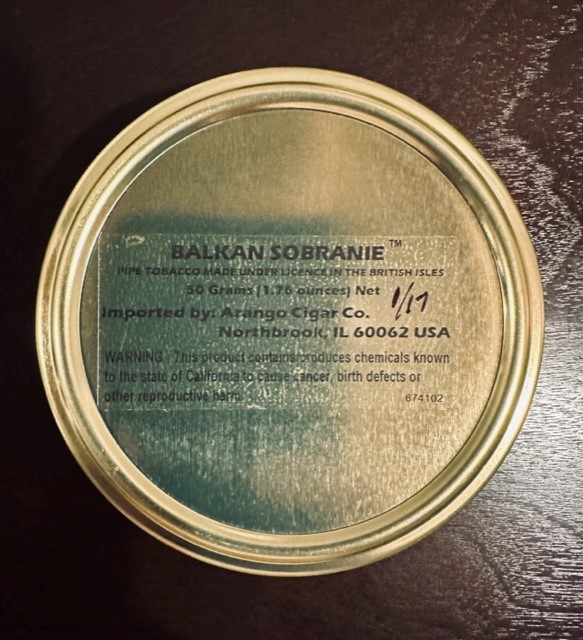 BALKAN SOBRANIE™
PIPE TOBACCO MADE UNDER LICENCE IN THE BRITISH ISLES
50 Grams (1.76 ounces) Net
1/17
Imported by: Arango Cigar Co.
Northbrook, IL 60062 USA
WARNING: This product contains/produces chemicals known
to the state of California to cause cancer, birth defects or
other reproductive harm.
674102